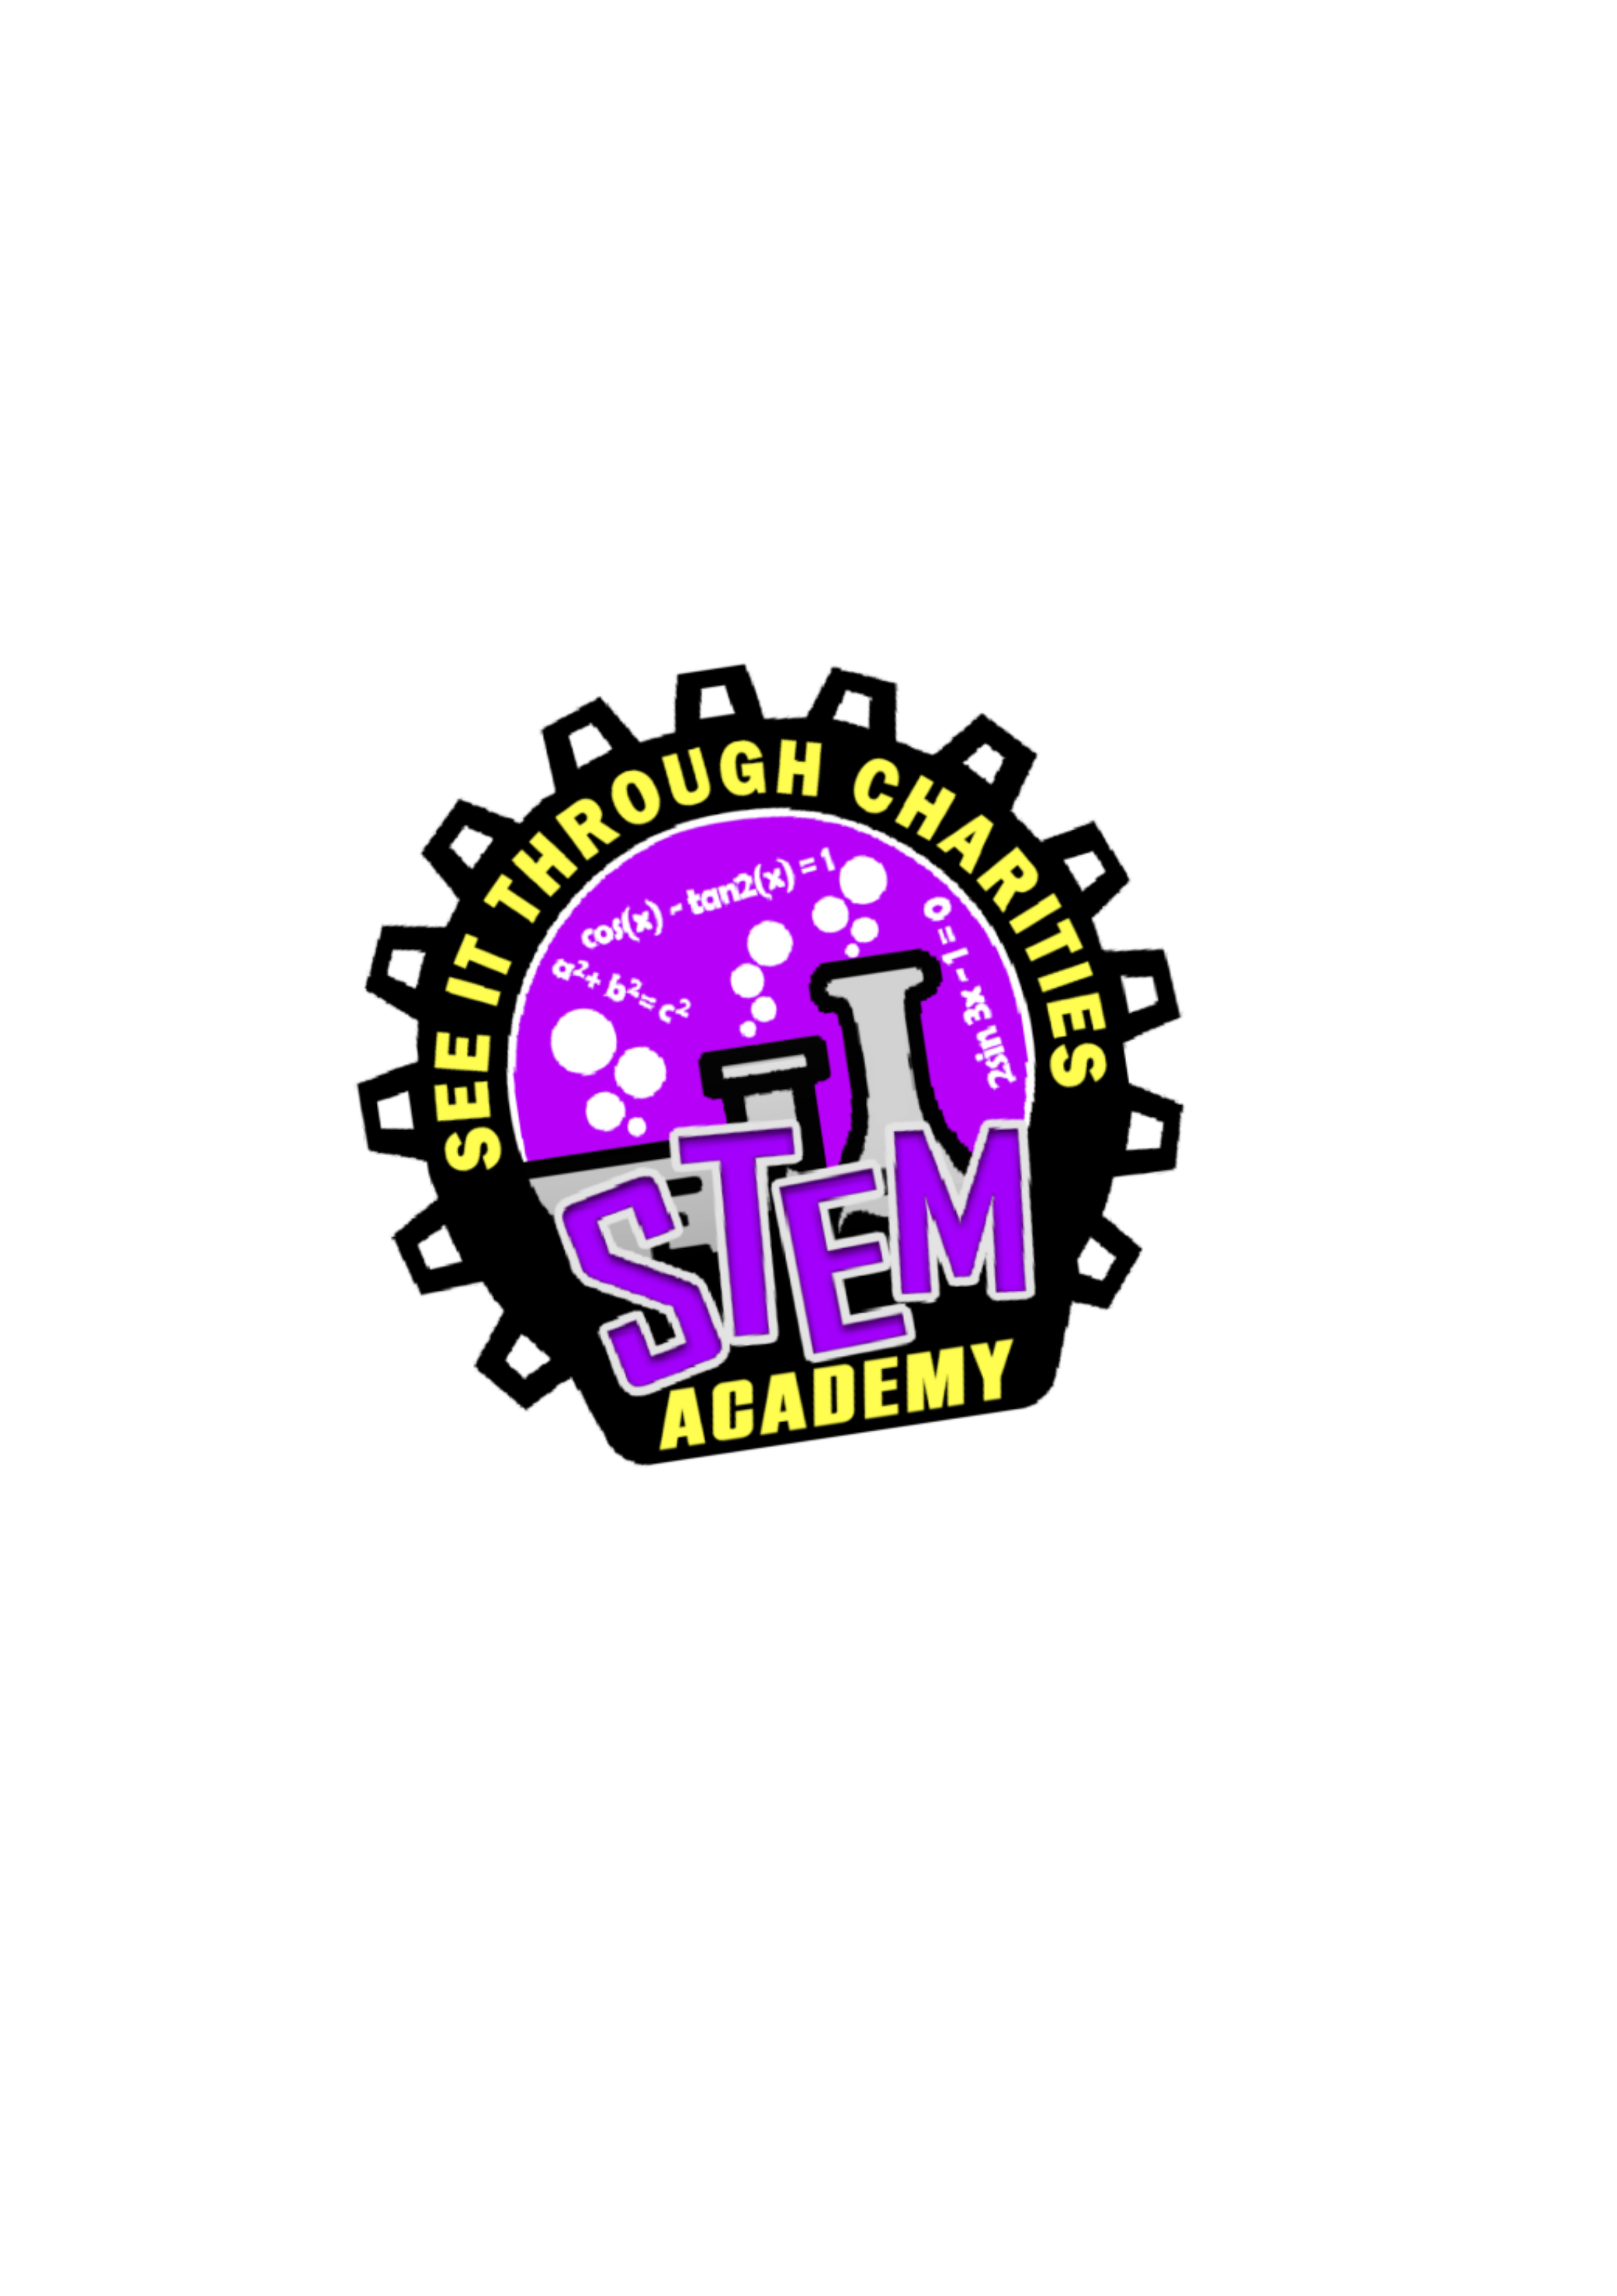 SEE IT THROUGH CHARITIES
cos(x) - tan2(x) = 1
a²+ b²= c²
2sin 3x - 1 = 0
STEM
ACADEMY